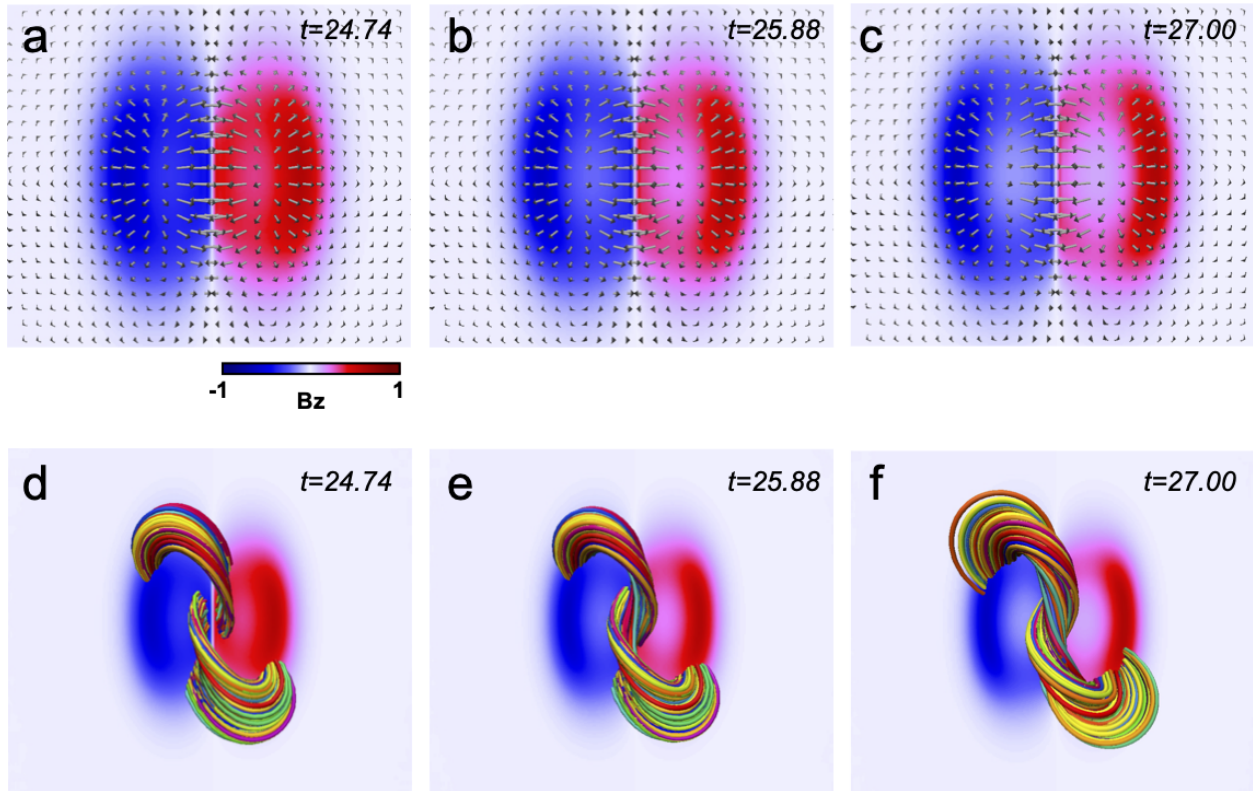 a t=24.74
b t=25.88
c t=27.00
-1 1
Bz
d t=24.74
e t=25.88
f t=27.00